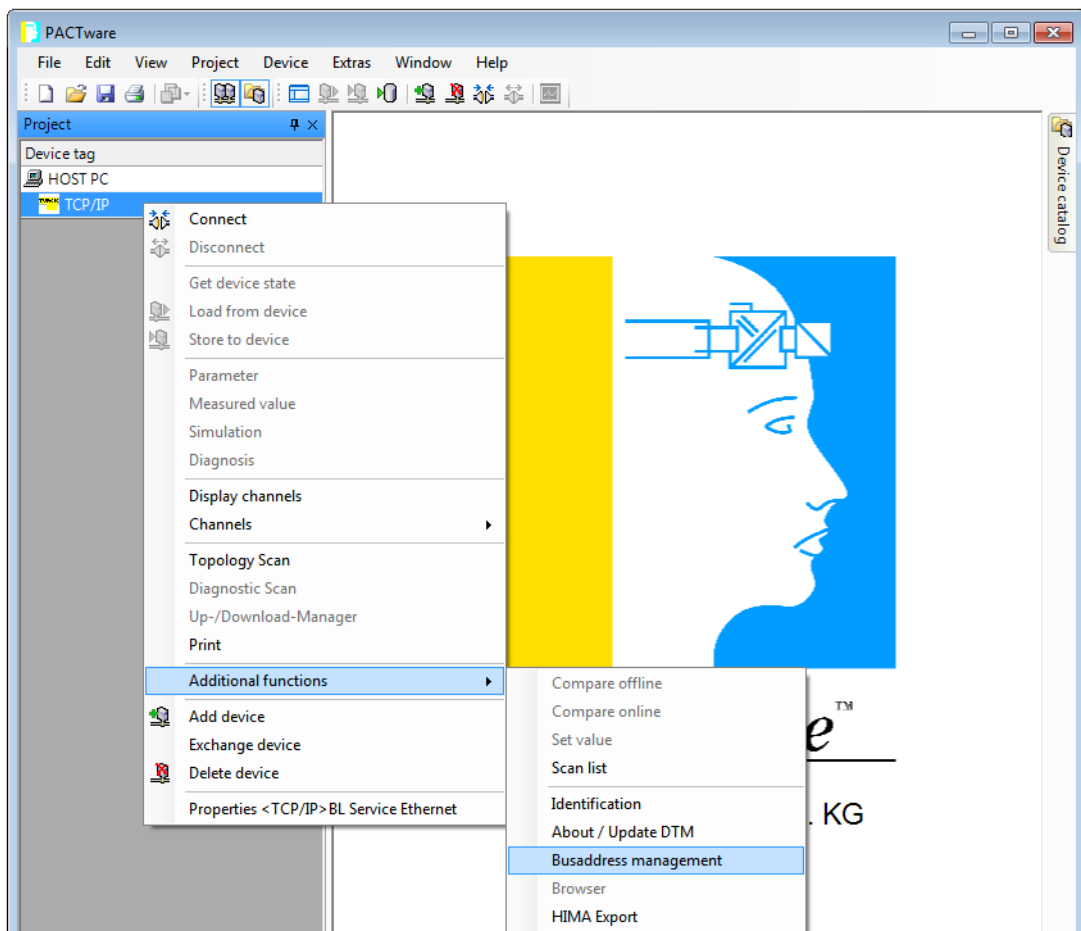 PACTware
File Edit View Project Device Extras Window Help
Project
Device tag
HOST PC
TURCK TCP/IP
Device catalog
Connect
Disconnect
Get device state
Load from device
Store to device
Parameter
Measured value
Simulation
Diagnosis
Display channels
Channels
Topology Scan
Diagnostic Scan
Up-/Download-Manager
Print
Additional functions
Add device
Exchange device
Delete device
Properties <TCP/IP>BL Service Ethernet
Compare offline
Compare online
Set value
Scan list
Identification
About / Update DTM
Busaddress management
Browser
HIMA Export
e™
. KG